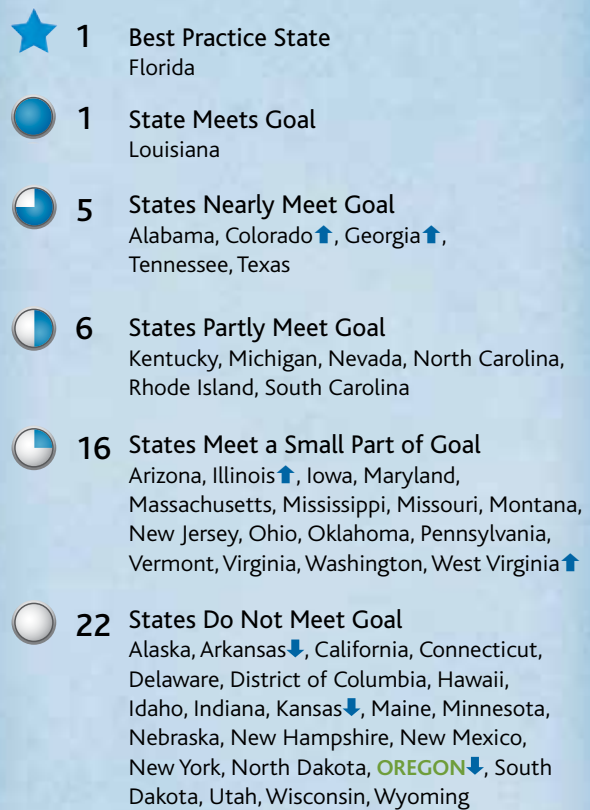 1 Best Practice State
Florida
1 State Meets Goal
Louisiana
5 States Nearly Meet Goal
Alabama, Colorado⬆, Georgia⬆,
Tennessee, Texas
6 States Partly Meet Goal
Kentucky, Michigan, Nevada, North Carolina,
Rhode Island, South Carolina
16 States Meet a Small Part of Goal
Arizona, Illinois⬆, Iowa, Maryland,
Massachusetts, Mississippi, Missouri, Montana,
New Jersey, Ohio, Oklahoma, Pennsylvania,
Vermont, Virginia, Washington, West Virginia⬆
22 States Do Not Meet Goal
Alaska, Arkansas⬇, California, Connecticut,
Delaware, District of Columbia, Hawaii,
Idaho, Indiana, Kansas⬇, Maine, Minnesota,
Nebraska, New Hampshire, New Mexico,
New York, North Dakota, OREGON⬇, South
Dakota, Utah, Wisconsin, Wyoming